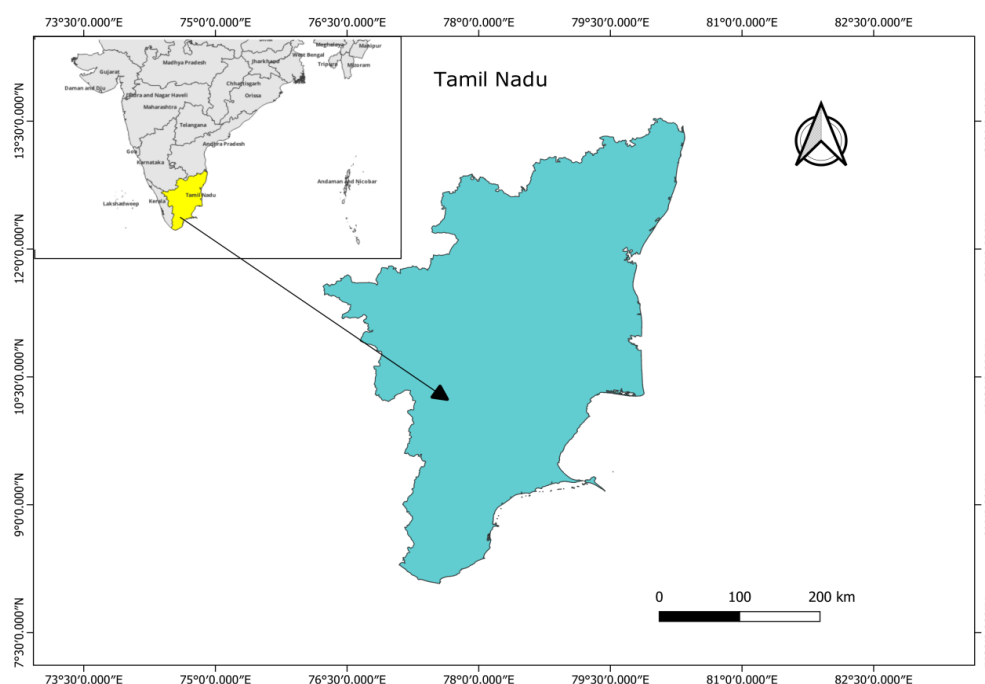 73°30'0.000"E 75°0'0.000"E 76°30'0.000"E 78°0'0.000"E 79°30'0.000"E 81°0'0.000"E 82°30'0.000"E
Tamil Nadu
Meghalaya
Manipur
West Bengal
Tripura
Mizoram
Madhya Pradesh
Jharkhand
Gujarat
Chhattisgarh
Daman and Diu
Dadra and Nagar Haveli
Orissa
Maharashtra
Telangana
Andhra Pradesh
Goa
Karnataka
Andaman and Nicobar
Tamil Nadu
Kerala
Lakshadweep
13°30'0.000"N
12°0'0.000"N
10°30'0.000"N
9°0'0.000"N
7°30'0.000"N
0 100 200 km
73°30'0.000"E 75°0'0.000"E 76°30'0.000"E 78°0'0.000"E 79°30'0.000"E 81°0'0.000"E 82°30'0.000"E